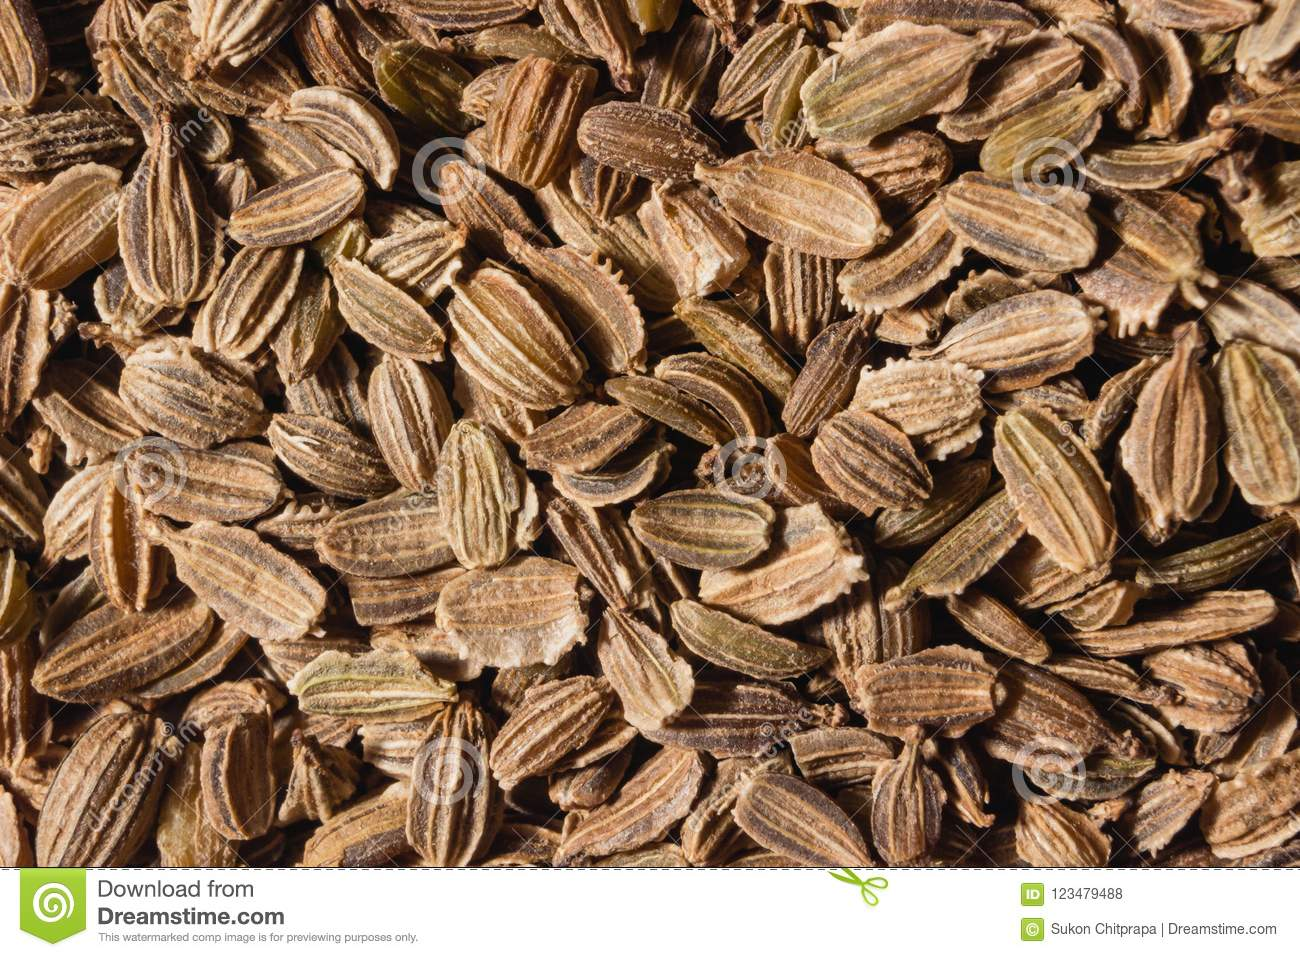 Download from
Dreamstime.com
This watermarked comp image is for previewing purposes only.
ID 123479488
© Sukon Chitprapa | Dreamstime.com